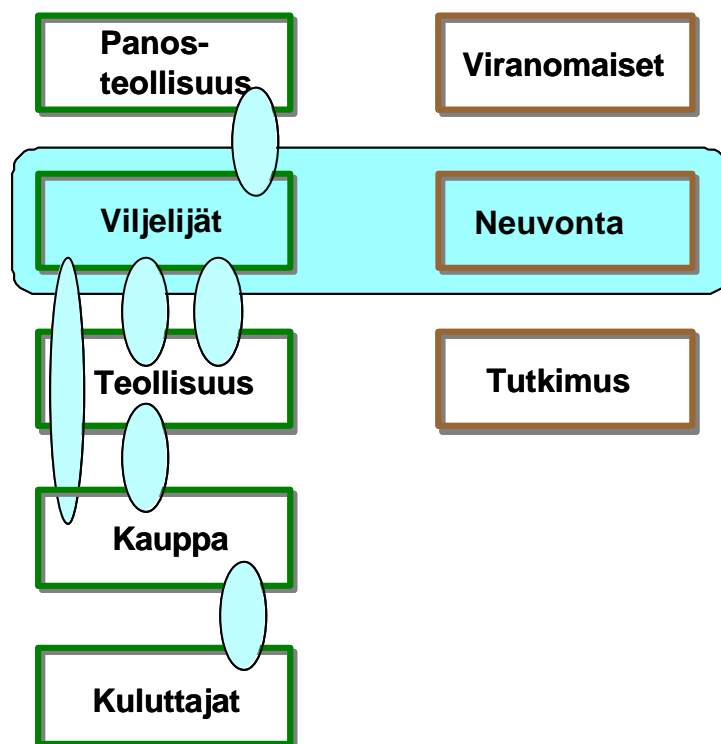 Panos-
teollisuus
Viranomaiset
Viljelijät
Neuvonta
Teollisuus
Tutkimus
Kauppa
Kuluttajat